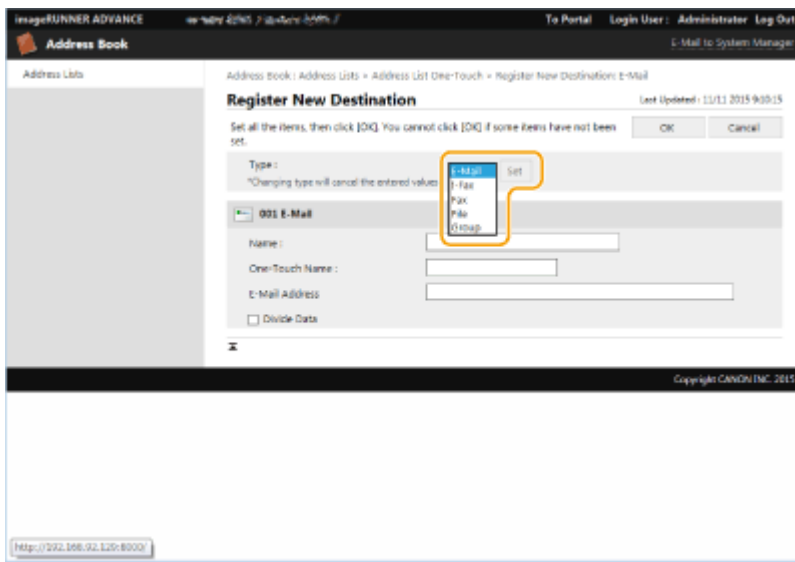 imageRUNNER ADVANCE
To Portal Login User : Administrator Log Out
Address Book
E-Mail to System Manager
Address Lists
Address Book : Address Lists > Address List One-Touch > Register New Destination: E-Mail
Register New Destination
Last Updated : 11/11 2015 9:10:15
Set all the items, then click [OK]. You cannot click [OK] if some items have not been set.
OK Cancel
Type :
*Changing type will cancel the entered values
E-Mail
Set
I-Fax
Fax
File
Group
001 E-Mail
Name :
One-Touch Name :
E-Mail Address
Divide Data
Copyright CANON INC. 2015
http://192.168.92.129:8000/